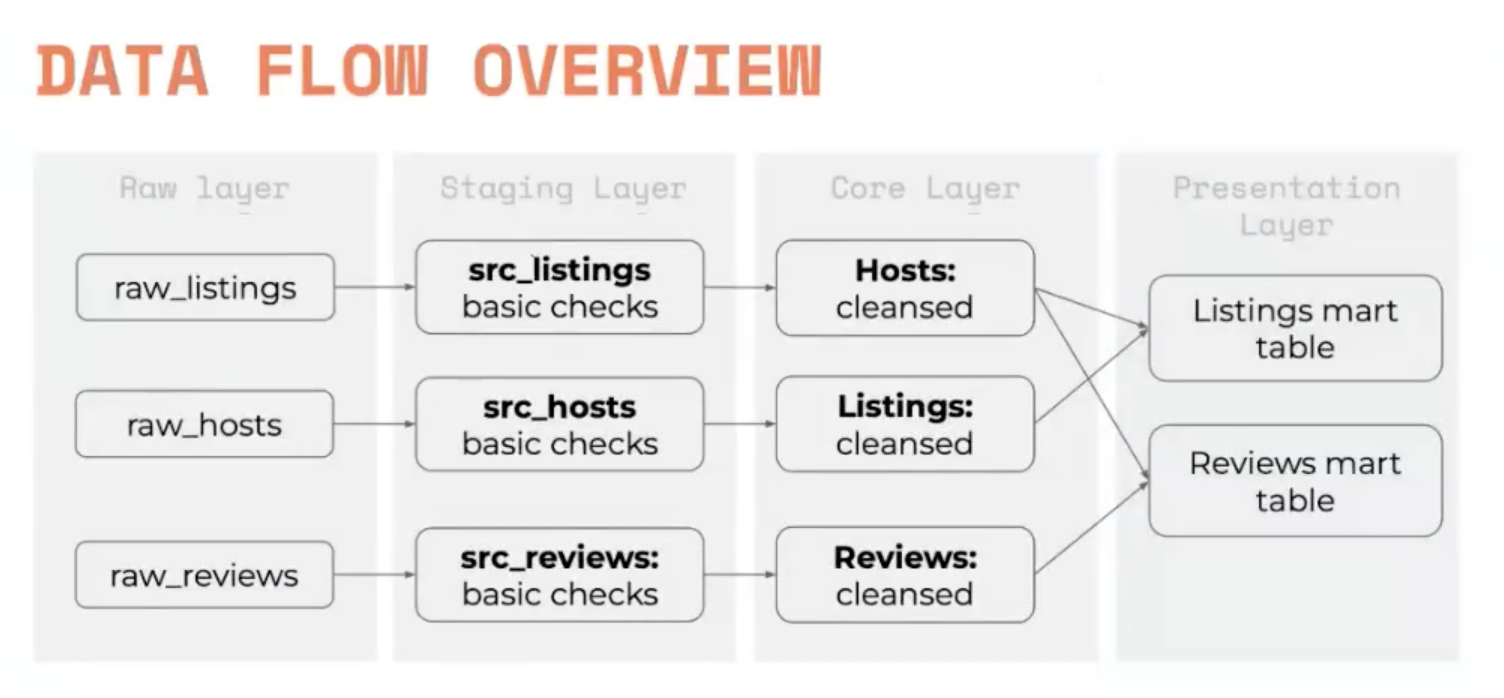 DATA FLOW OVERVIEW
Raw layer
Staging Layer
Core Layer
Presentation
Layer
raw_listings
src_listings
basic checks
Hosts:
cleansed
Listings mart
table
raw_hosts
src_hosts
basic checks
Listings:
cleansed
Reviews mart
table
raw_reviews
src_reviews:
basic checks
Reviews:
cleansed